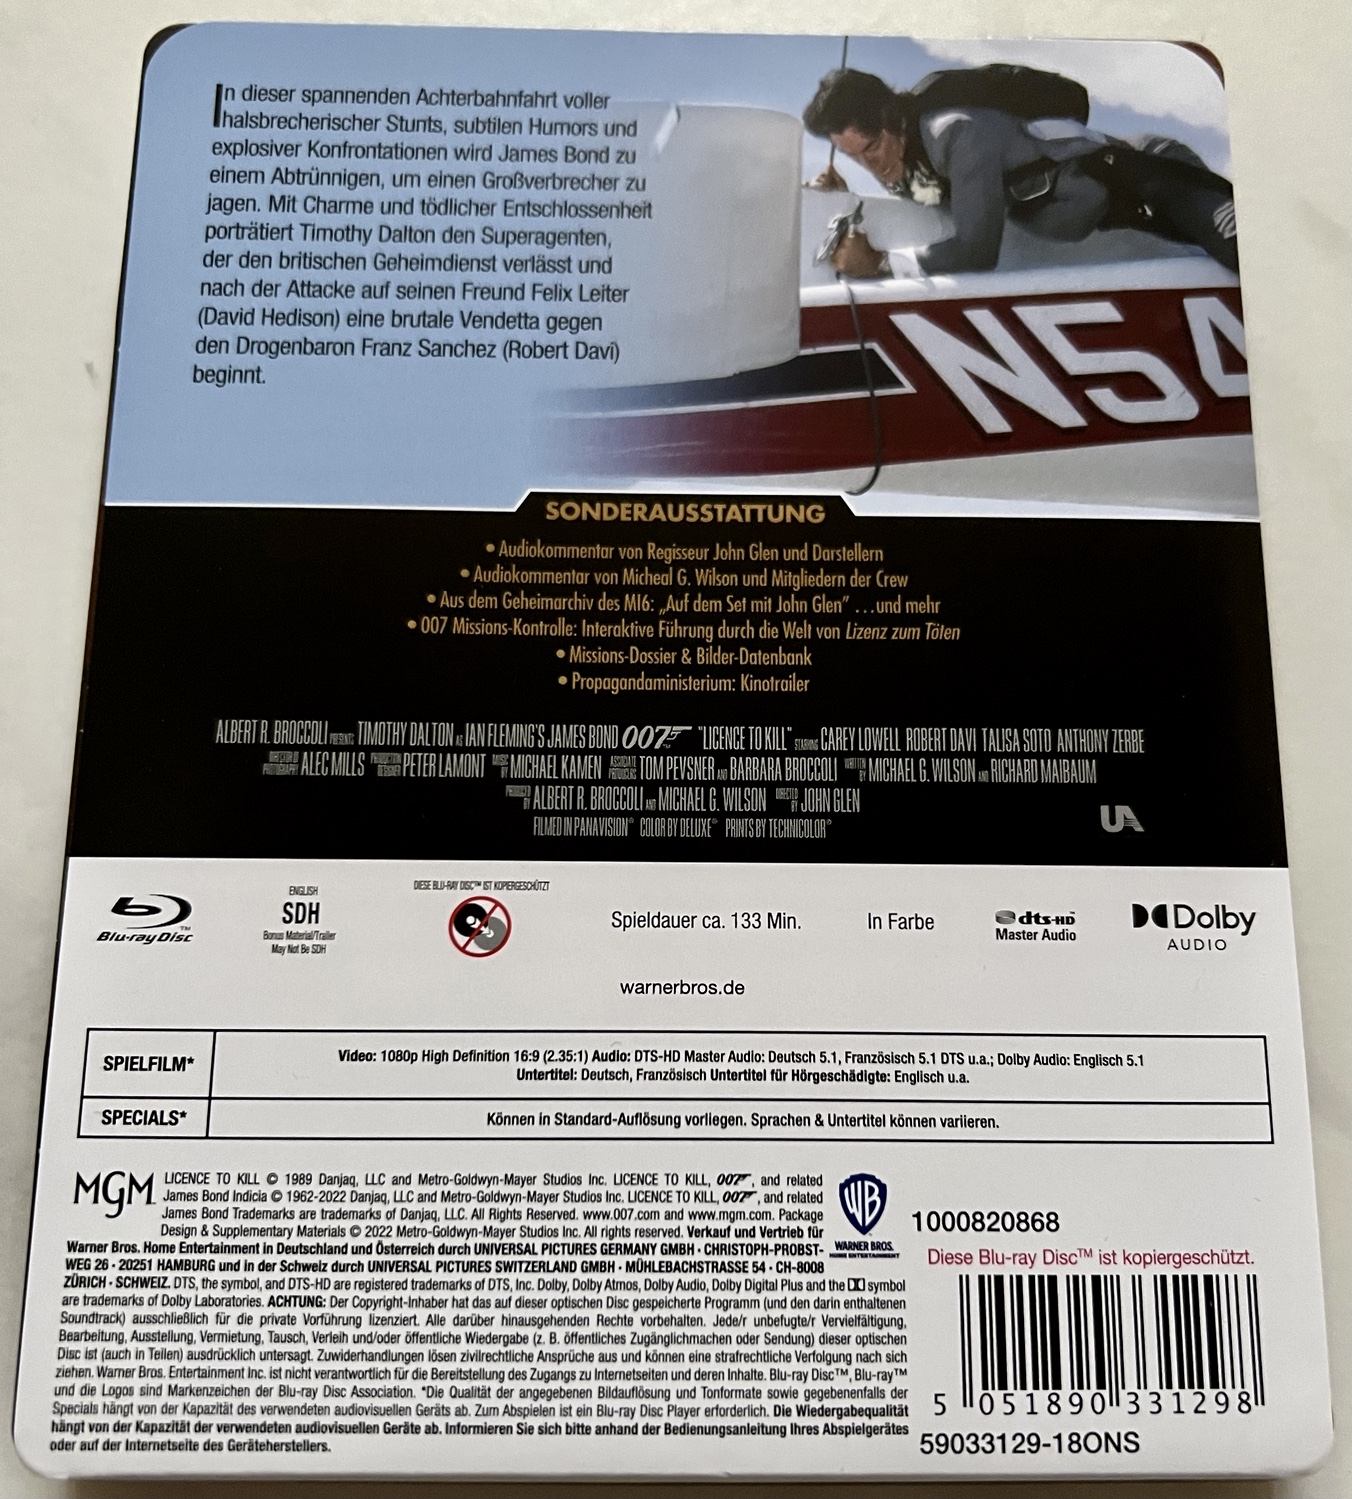 In dieser spannenden Achterbahnfahrt voller
halsbrecherischer Stunts, subtilen Humors und
explosiver Konfrontationen wird James Bond zu
einem Abtrünnigen, um einen Großverbrecher zu
jagen. Mit Charme und tödlicher Entschlossenheit
porträtiert Timothy Dalton den Superagenten,
der den britischen Geheimdienst verlässt und
nach der Attacke auf seinen Freund Felix Leiter
(David Hedison) eine brutale Vendetta gegen
den Drogenbaron Franz Sanchez (Robert Davi)
beginnt.
N54
SONDERAUSSTATTUNG
• Audiokommentar von Regisseur John Glen und Darstellern
• Audiokommentar von Micheal G. Wilson und Mitgliedern der Crew
• Aus dem Geheimarchiv des MI6: „Auf dem Set mit John Glen” ...und mehr
• 007 Missions-Kontrolle: Interaktive Führung durch die Welt von Lizenz zum Töten
• Missions-Dossier & Bilder-Datenbank
• Propagandaministerium: Kinotrailer
ALBERT R. BROCCOLI PRESENTS TIMOTHY DALTON AS IAN FLEMING'S JAMES BOND 007 "LICENCE TO KILL" STARRING CAREY LOWELL ROBERT DAVI TALISA SOTO ANTHONY ZERBE
DIRECTOR OF PHOTOGRAPHY ALEC MILLS PRODUCTION DESIGNER PETER LAMONT MUSIC BY MICHAEL KAMEN ASSOCIATE PRODUCERS TOM PEVSNER AND BARBARA BROCCOLI WRITTEN BY MICHAEL G. WILSON AND RICHARD MAIBAUM
PRODUCED BY ALBERT R. BROCCOLI AND MICHAEL G. WILSON DIRECTED BY JOHN GLEN
FILMED IN PANAVISION® COLOR BY DELUXE® PRINTS BY TECHNICOLOR®
UA
Blu-ray Disc™
ENGLISH
SDH
Bonus Material/Trailer
May Not Be SDH
DIESE BLU-RAY DISC™ IST KOPIERGESCHÜTZT
Spieldauer ca. 133 Min.
In Farbe
dts-HD
Master Audio
Dolby
AUDIO
warnerbros.de
SPIELFILM*
Video: 1080p High Definition 16:9 (2.35:1) Audio: DTS-HD Master Audio: Deutsch 5.1, Französisch 5.1 DTS u.a.; Dolby Audio: Englisch 5.1
Untertitel: Deutsch, Französisch Untertitel für Hörgeschädigte: Englisch u.a.
SPECIALS*
Können in Standard-Auflösung vorliegen. Sprachen & Untertitel können variieren.
MGM
LICENCE TO KILL © 1989 Danjaq, LLC and Metro-Goldwyn-Mayer Studios Inc. LICENCE TO KILL, 007, and related
James Bond Indicia © 1962-2022 Danjaq, LLC and Metro-Goldwyn-Mayer Studios Inc. LICENCE TO KILL, 007, and related
James Bond Trademarks are trademarks of Danjaq, LLC. All Rights Reserved. www.007.com and www.mgm.com. Package
Design & Supplementary Materials © 2022 Metro-Goldwyn-Mayer Studios Inc. All rights reserved. Verkauf und Vertrieb für
Warner Bros. Home Entertainment in Deutschland und Österreich durch UNIVERSAL PICTURES GERMANY GMBH · CHRISTOPH-PROBST-
WEG 26 · 20251 HAMBURG und in der Schweiz durch UNIVERSAL PICTURES SWITZERLAND GMBH · MÜHLEBACHSTRASSE 54 · CH-8008
ZÜRICH · SCHWEIZ. DTS, the symbol, and DTS-HD are registered trademarks of DTS, Inc. Dolby, Dolby Atmos, Dolby Audio, Dolby Digital Plus and the symbol
are trademarks of Dolby Laboratories. ACHTUNG: Der Copyright-Inhaber hat das auf dieser optischen Disc gespeicherte Programm (und den darin enthaltenen
Soundtrack) ausschließlich für die private Vorführung lizenziert. Alle darüber hinausgehenden Rechte vorbehalten. Jede/r unbefugte/r Vervielfältigung,
Bearbeitung, Ausstellung, Vermietung, Tausch, Verleih und/oder öffentliche Wiedergabe (z. B. öffentliches Zugänglichmachen oder Sendung) dieser optischen
Disc ist (auch in Teilen) ausdrücklich untersagt. Zuwiderhandlungen lösen zivilrechtliche Ansprüche aus und können eine strafrechtliche Verfolgung nach sich
ziehen. Warner Bros. Entertainment Inc. ist nicht verantwortlich für die Bereitstellung des Zugangs zu Internetseiten und deren Inhalte. Blu-ray Disc™, Blu-ray™
und die Logos sind Markenzeichen der Blu-ray Disc Association. *Die Qualität der angegebenen Bildauflösung und Tonformate sowie gegebenenfalls der
Specials hängt von der Kapazität des verwendeten audiovisuellen Geräts ab. Zum Abspielen ist ein Blu-ray Disc Player erforderlich. Die Wiedergabequalität
hängt von der Kapazität der verwendeten audiovisuellen Geräte ab. Informieren Sie sich bitte anhand der Bedienungsanleitung Ihres Abspielgerätes
oder auf der Internetseite des Geräteherstellers.
WB
WARNER BROS.
HOME ENTERTAINMENT
1000820868
Diese Blu-ray Disc™ ist kopiergeschützt.
5 051890 331298
59033129-18ONS